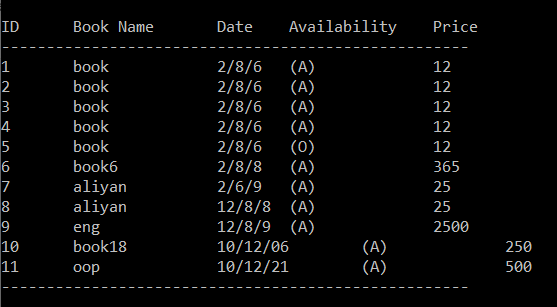 ID      Book Name       Date    Availability    Price
----------------------------------------------------
1       book            2/8/6   (A)             12
2       book            2/8/6   (A)             12
3       book            2/8/6   (A)             12
4       book            2/8/6   (A)             12
5       book            2/8/6   (O)             12
6       book6           2/8/8   (A)             365
7       aliyan          2/6/9   (A)             25
8       aliyan          12/8/8  (A)             25
9       eng             12/8/9  (A)             2500
10      book18          10/12/06        (A)             250
11      oop             10/12/21        (A)             500
----------------------------------------------------